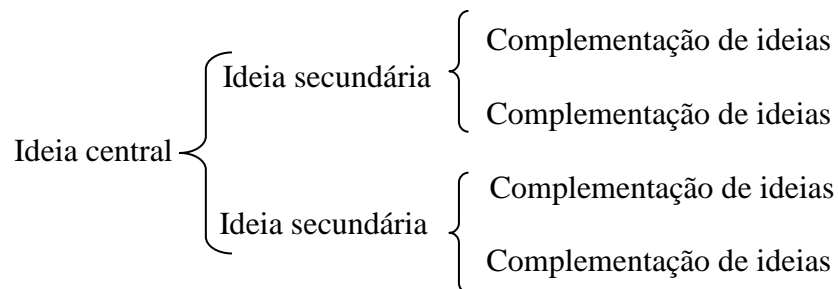 Complementação de ideias
Ideia secundária
Complementação de ideias
Ideia central
Complementação de ideias
Ideia secundária
Complementação de ideias